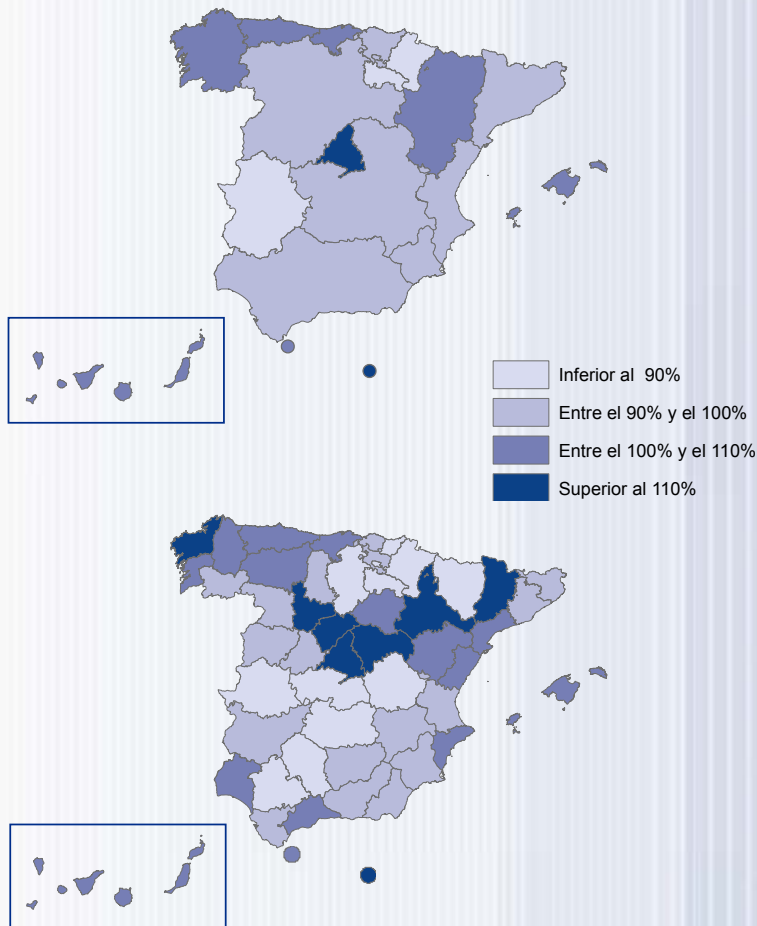 Inferior al 90%
Entre el 90% y el 100%
Entre el 100% y el 110%
Superior al 110%